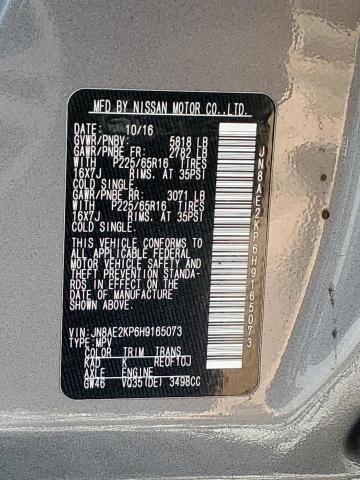 MFD BY NISSAN MOTOR CO.,LTD.
DATE: 10/16
GVWR/PNBV: 5818 LB
GAWR/PNBE FR: 2782 LB
WITH P225/65R16 TIRES
16X7J RIMS. AT 35PSI
COLD SINGLE.
GAWR/PNBE RR: 3071 LB
WITH P225/65R16 TIRES
16X7J RIMS. AT 35PSI
COLD SINGLE.
THIS VEHICLE CONFORMS TO
ALL APPLICABLE FEDERAL
MOTOR VEHICLE SAFETY
AND THEFT PREVENTION STANDA-
RDS IN EFFECT ON THE DATE
OF MANUFACTURE
SHOWN ABOVE.
VIN:JN8AE2KP6H9165073
TYPE:MPV
COLOR TRIM TRANS
KAD K RE0F10J
AXLE ENGINE
GW46 VQ35(DE) 3498CC
JN8AE2KP6H9165073